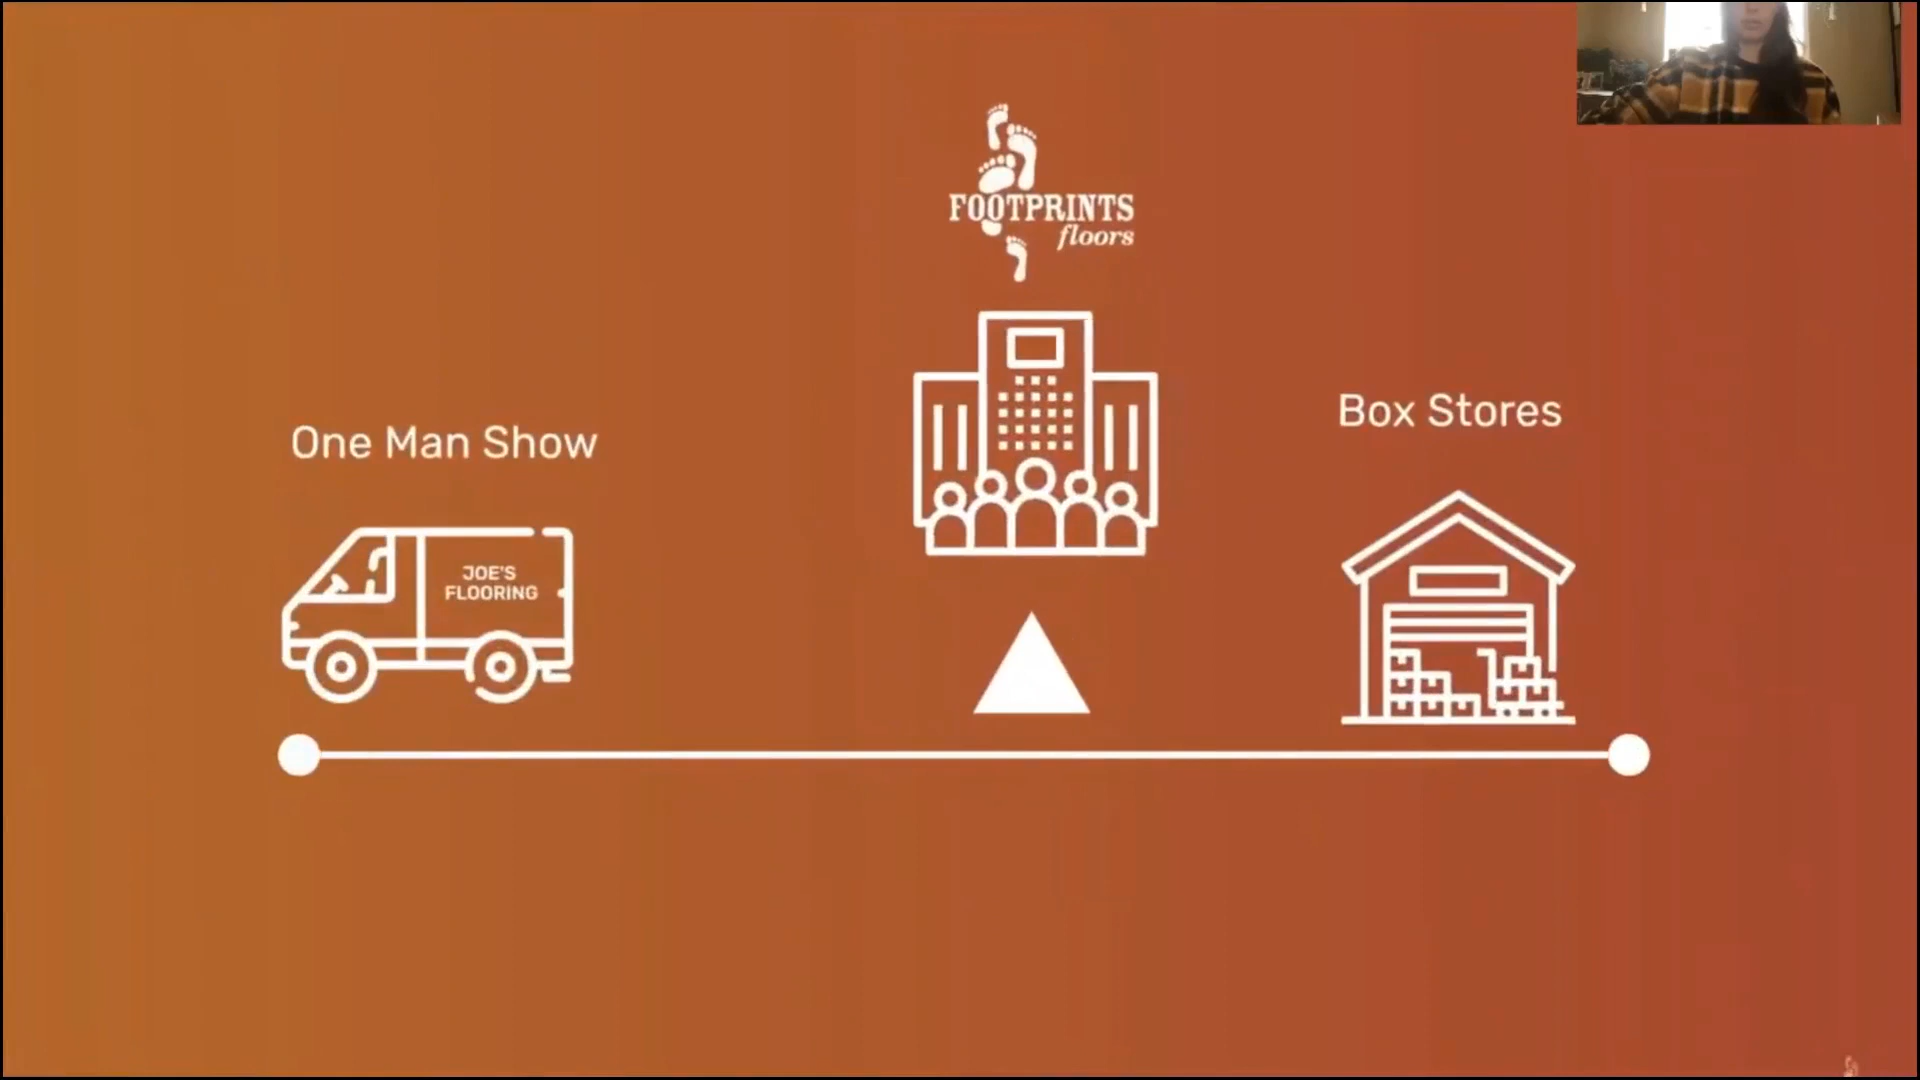 FOOTPRINTS
floors
One Man Show
Box Stores
JOE'S
FLOORING